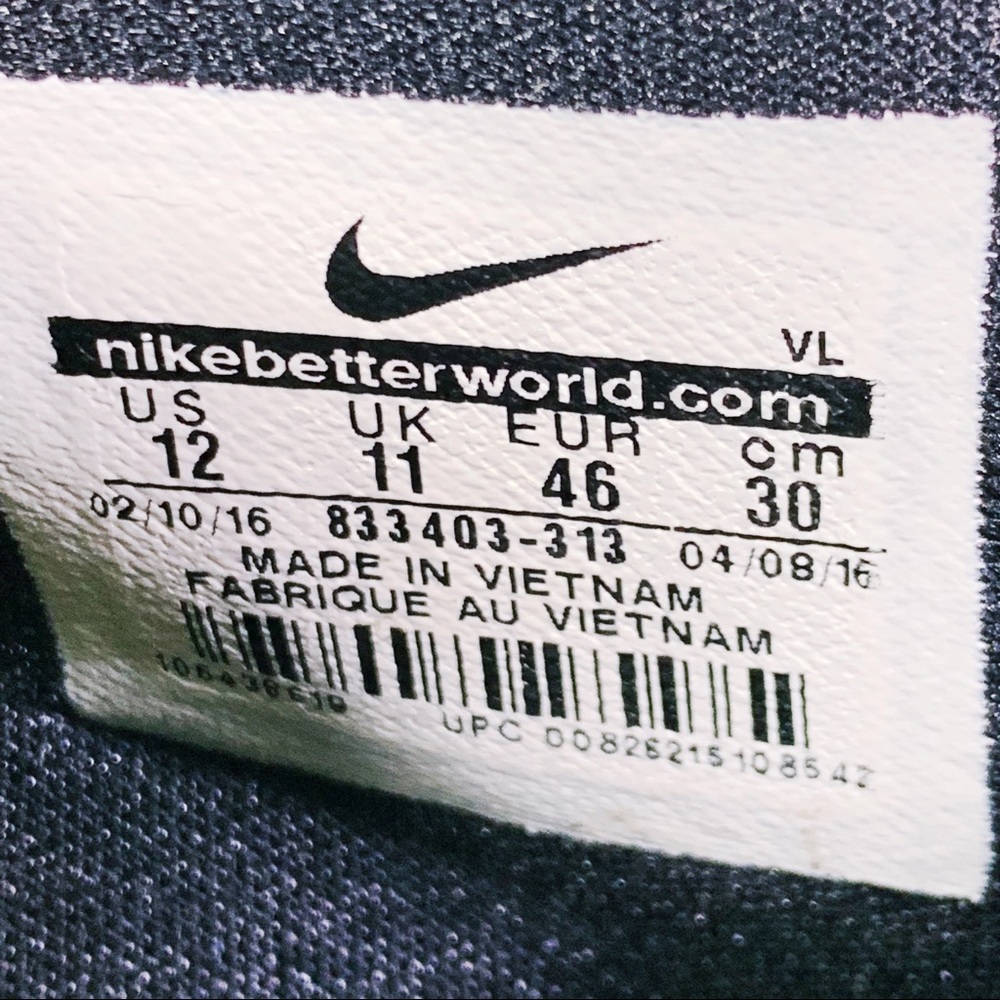 VL
nikebetterworld.com
US UK EUR cm
12 11 46 30
02/10/16 833403-313 04/08/16
MADE IN VIETNAM
FABRIQUE AU VIETNAM
UPC 00826215108542